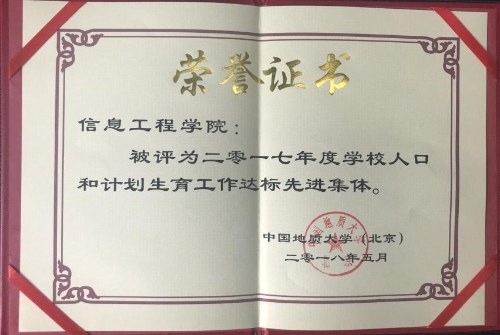 荣誉证书
信息工程学院：
被评为二零一七年度学校人口
和计划生育工作达标先进集体。
中国地质大学（北京）
二零一八年五月